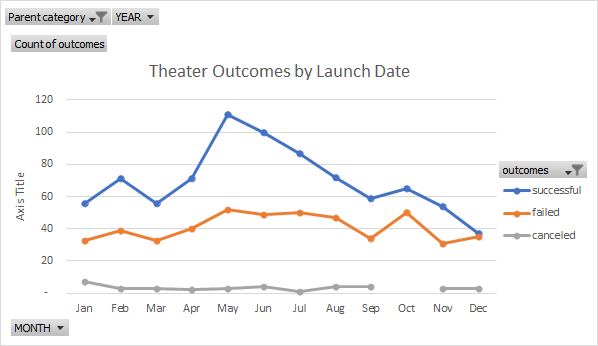 Parent category YEAR
Count of outcomes
Theater Outcomes by Launch Date
120
100
80
60
40
20
-
Axis Title
Jan Feb Mar Apr May Jun Jul Aug Sep Oct Nov Dec
outcomes
successful
failed
canceled
MONTH